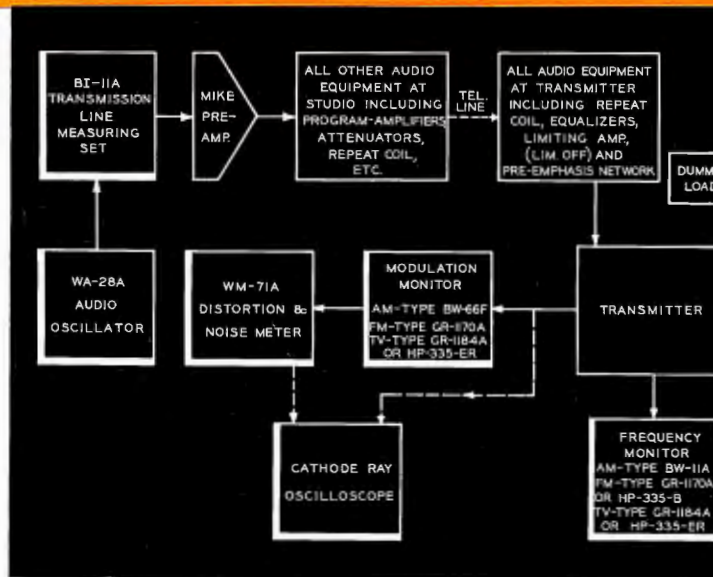 BI-11A
TRANSMISSION
LINE
MEASURING
SET
MIKE
PRE-
AMP.
ALL OTHER AUDIO
EQUIPMENT AT
STUDIO INCLUDING
PROGRAM-AMPLIFIERS,
ATTENUATORS,
REPEAT COIL,
ETC.
TEL.
LINE
ALL AUDIO EQUIPMENT
AT TRANSMITTER
INCLUDING REPEAT
COIL, EQUALIZERS,
LIMITING AMP,
(LIM. OFF) AND
PRE-EMPHASIS NETWORK
DUMM
LOAD
WA-28A
AUDIO
OSCILLATOR
WM-71A
DISTORTION &
NOISE METER
MODULATION
MONITOR
AM-TYPE BW-66F
FM-TYPE GR-1170A
TV-TYPE GR-1184A
OR HP-335-ER
TRANSMITTER
CATHODE RAY
OSCILLOSCOPE
FREQUENCY
MONITOR
AM-TYPE BW-11A
FM-TYPE GR-1170A
OR HP-335-B
TV-TYPE GR-1184A
OR HP-335-ER